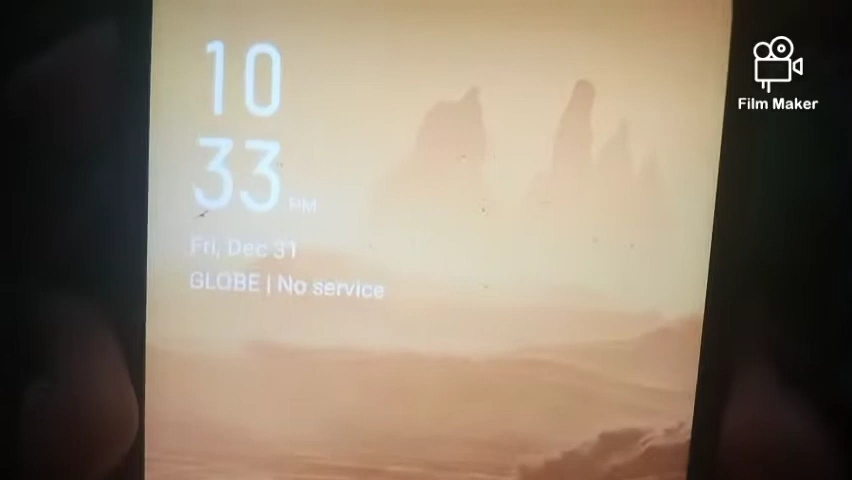 10
33 PM
Fri, Dec 31
GLOBE | No service
Film Maker